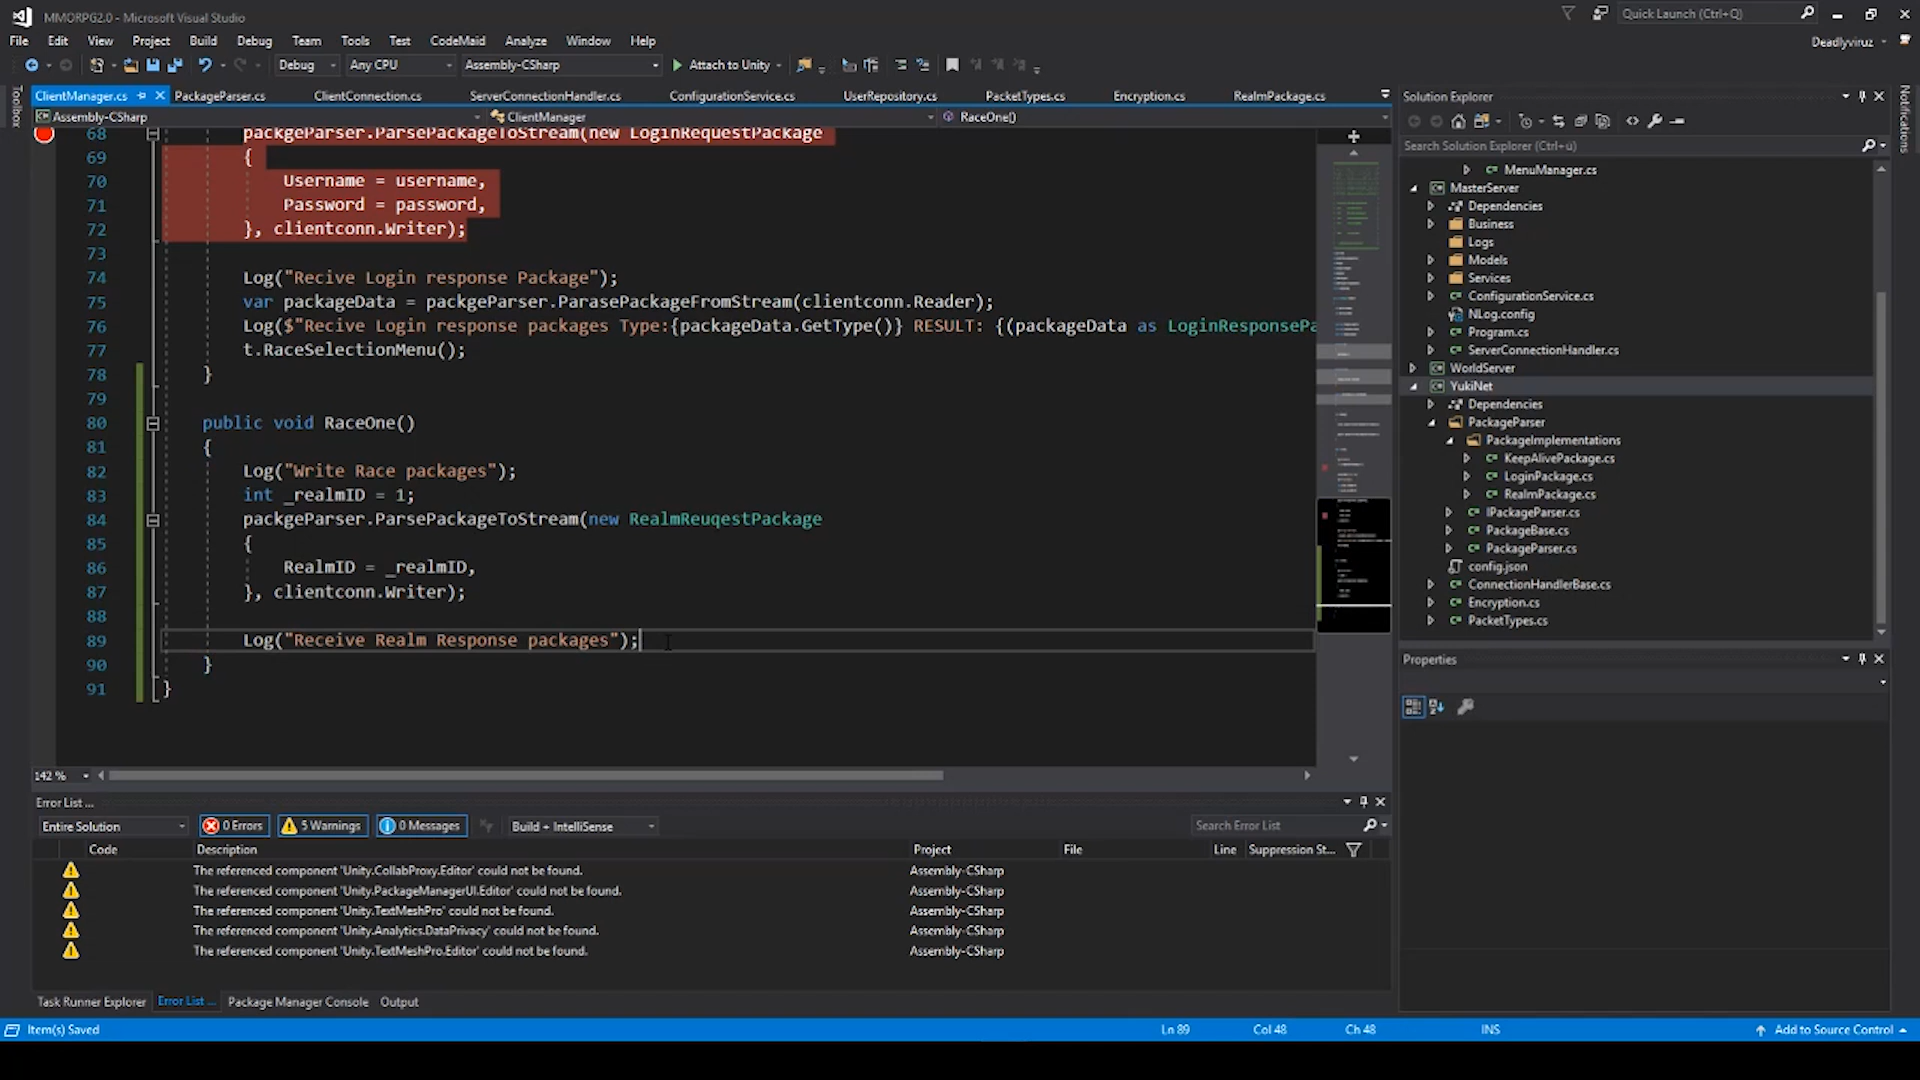 MMORPG2.0 - Microsoft Visual Studio
Quick Launch (Ctrl+Q)
File Edit View Project Build Debug Team Tools Test CodeMaid Analyze Window Help
Deadlyviruz
Debug Any CPU Assembly-CSharp Attach to Unity
Toolbox
ClientManager.cs PackageParser.cs ClientConnection.cs ServerConnectionHandler.cs ConfigurationService.cs UserRepository.cs PacketTypes.cs Encryption.cs RealmPackage.cs
Assembly-CSharp ClientManager RaceOne()
68 packgeParser.ParsePackageToStream(new LoginRequestPackage
69 {
70 Username = username,
71 Password = password,
72 }, clientconn.Writer);
73
74 Log("Recive Login response Package");
75 var packageData = packgeParser.ParasePackageFromStream(clientconn.Reader);
76 Log($"Recive Login response packages Type:{packageData.GetType()} RESULT: {(packageData as LoginResponsePa
77 t.RaceSelectionMenu();
78 }
79
80 public void RaceOne()
81 {
82 Log("Write Race packages");
83 int _realmID = 1;
84 packgeParser.ParsePackageToStream(new RealmReuqestPackage
85 {
86 RealmID = _realmID,
87 }, clientconn.Writer);
88
89 Log("Receive Realm Response packages");
90 }
91 }
142 %
Solution Explorer
Search Solution Explorer (Ctrl+ü)
MenuManager.cs
MasterServer
Dependencies
Business
Logs
Models
Services
ConfigurationService.cs
NLog.config
Program.cs
ServerConnectionHandler.cs
WorldServer
YukiNet
Dependencies
PackageParser
PackageImplementations
KeepAlivePackage.cs
LoginPackage.cs
RealmPackage.cs
IPackageParser.cs
PackageBase.cs
PackageParser.cs
config.json
ConnectionHandlerBase.cs
Encryption.cs
PacketTypes.cs
Properties
Notifications
Error List ...
Entire Solution 0 Errors 5 Warnings 0 Messages Build + IntelliSense Search Error List
Code Description Project File Line Suppression St...
The referenced component 'Unity.CollabProxy.Editor' could not be found. Assembly-CSharp
The referenced component 'Unity.PackageManagerUI.Editor' could not be found. Assembly-CSharp
The referenced component 'Unity.TextMeshPro' could not be found. Assembly-CSharp
The referenced component 'Unity.Analytics.DataPrivacy' could not be found. Assembly-CSharp
The referenced component 'Unity.TextMeshPro.Editor' could not be found. Assembly-CSharp
Task Runner Explorer Error List ... Package Manager Console Output
Item(s) Saved Ln 89 Col 48 Ch 48 INS Add to Source Control